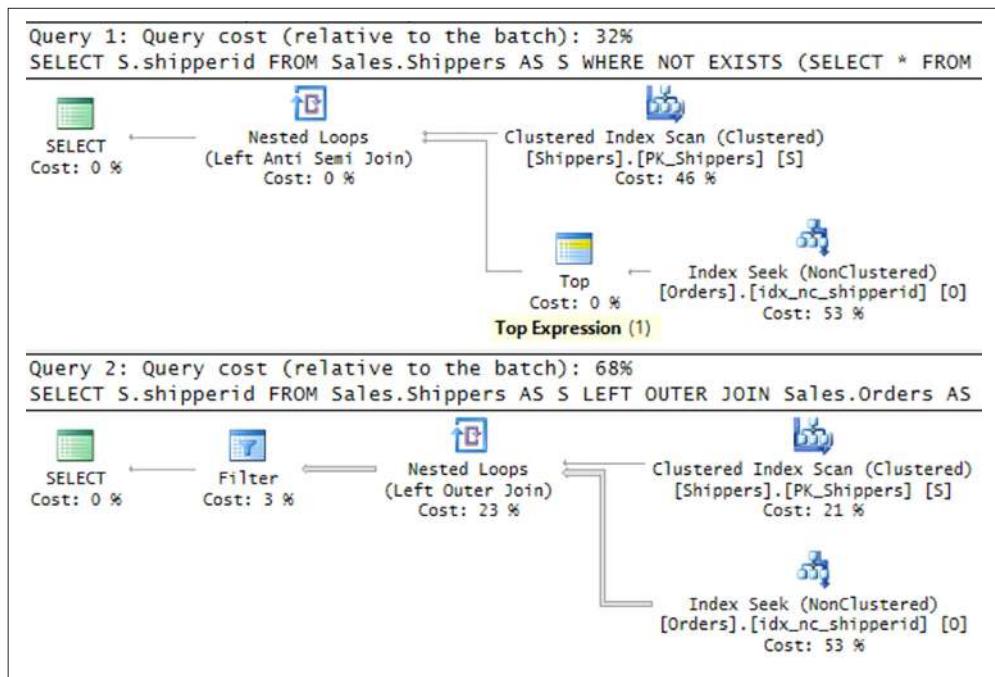 Query 1: Query cost (relative to the batch): 32%
SELECT S.shipperid FROM Sales.Shippers AS S WHERE NOT EXISTS (SELECT * FROM
SELECT
Cost: 0 %
Nested Loops
(Left Anti Semi Join)
Cost: 0 %
Clustered Index Scan (Clustered)
[Shippers].[PK_Shippers] [S]
Cost: 46 %
Top
Cost: 0 %
Top Expression (1)
Index Seek (NonClustered)
[Orders].[idx_nc_shipperid] [O]
Cost: 53 %
Query 2: Query cost (relative to the batch): 68%
SELECT S.shipperid FROM Sales.Shippers AS S LEFT OUTER JOIN Sales.Orders AS
SELECT
Cost: 0 %
Filter
Cost: 3 %
Nested Loops
(Left Outer Join)
Cost: 23 %
Clustered Index Scan (Clustered)
[Shippers].[PK_Shippers] [S]
Cost: 21 %
Index Seek (NonClustered)
[Orders].[idx_nc_shipperid] [O]
Cost: 53 %